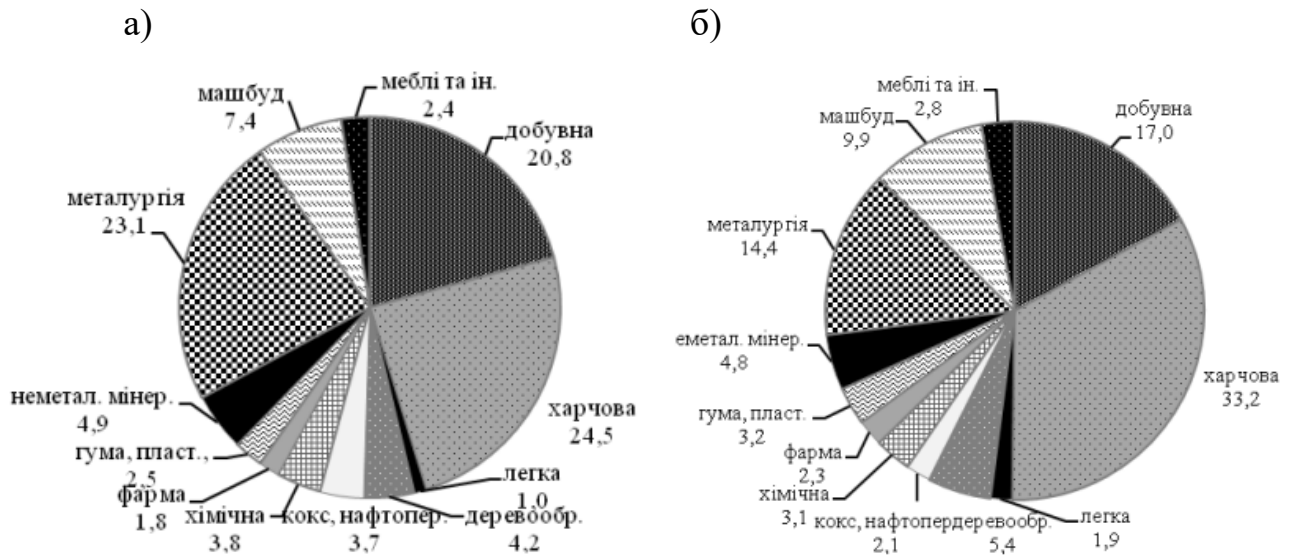 а)
меблі та ін.
2,4
машбуд
7,4
добувна
20,8
металургія
23,1
харчова
24,5
неметал. мінер.
4,9
гума, пласт.,
2,5
фарма
1,8
хімічна
3,8
кокс, нафтопер.
3,7
деревообр.
4,2
легка
1,0
б)
меблі та ін.
2,8
машбуд
9,9
добувна
17,0
металургія
14,4
еметал. мінер.
4,8
харчова
33,2
гума, пласт.
3,2
фарма
2,3
хімічна
3,1
кокс, нафтопер
2,1
деревообр.
5,4
легка
1,9